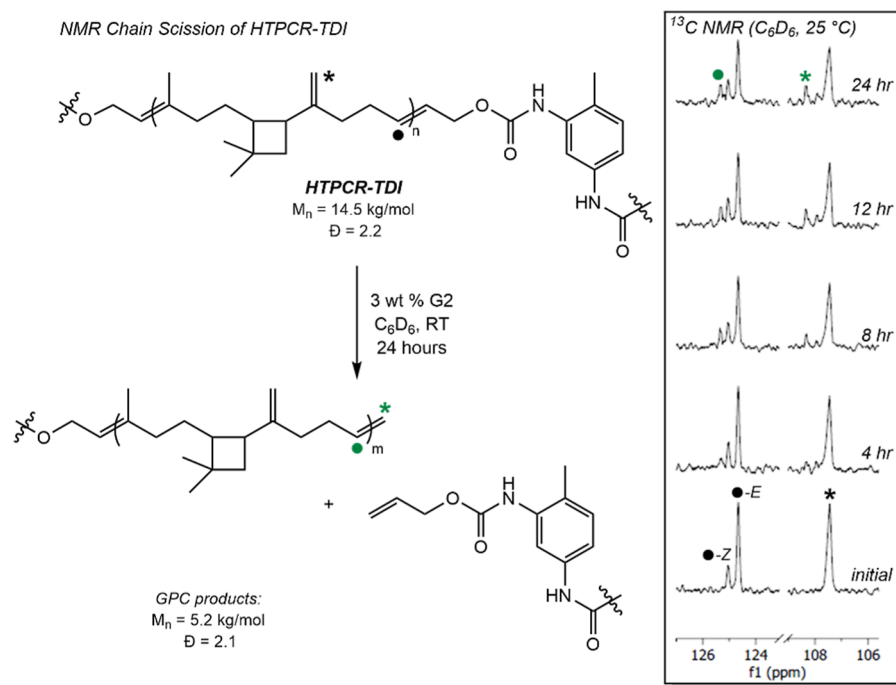 NMR Chain Scission of HTPCR-TDI
¹³C NMR (C₆D₆, 25 °C)
24 hr
12 hr
8 hr
4 hr
-E
-Z
initial
126
124
108
106
f1 (ppm)
*
O
n
O
O
H
N
HN
O
HTPCR-TDI
Mₙ = 14.5 kg/mol
Đ = 2.2
3 wt % G2
C₆D₆, RT
24 hours
O
*
m
+
O
O
H
N
HN
O
GPC products:
Mₙ = 5.2 kg/mol
Đ = 2.1